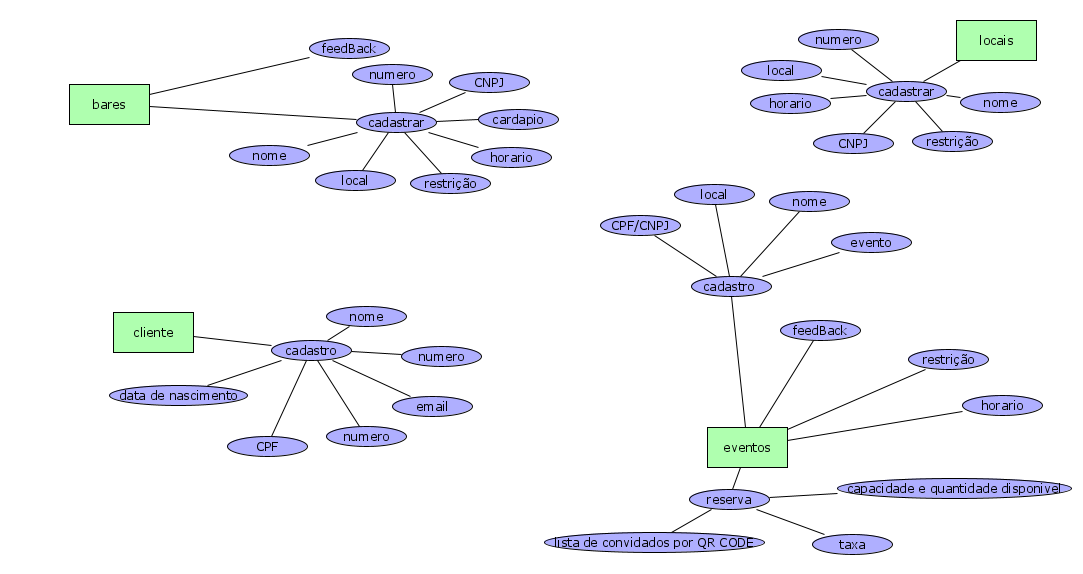 feedBack
numero
CNPJ
bares
cardapio
cadastrar
nome
horario
local
restrição
numero
locais
local
cadastrar
horario
nome
CNPJ
restrição
local
nome
CPF/CNPJ
evento
cadastro
nome
cliente
cadastro
numero
data de nascimento
email
numero
CPF
feedBack
restrição
horario
eventos
capacidade e quantidade disponivel
reserva
lista de convidados por QR CODE
taxa